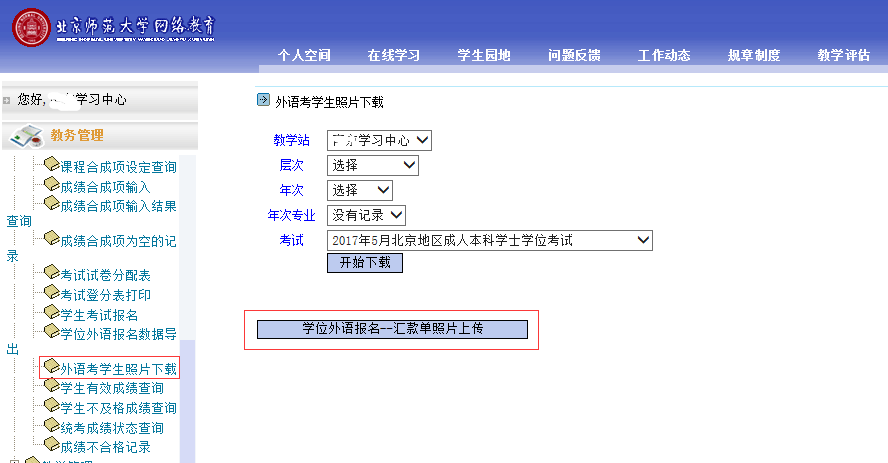 北京师范大学网络教育
个人空间 在线学习 学生园地 问题反馈 工作动态 规章制度 教学评估
您好, 学习中心
教务管理
课程合成项设定查询
成绩合成项输入
成绩合成项输入结果
查询
成绩合成项为空的记
录
考试试卷分配表
考试登分表打印
学生考试报名
学位外语报名数据导
出
外语考学生照片下载
学生有效成绩查询
学生不及格成绩查询
统考成绩状态查询
成绩不合格记录
外语考学生照片下载
教学站 学习中心
层次 选择
年次 选择
年次专业 没有记录
考试 2017年5月北京地区成人本科学士学位考试
开始下载
学位外语报名--汇款单照片上传